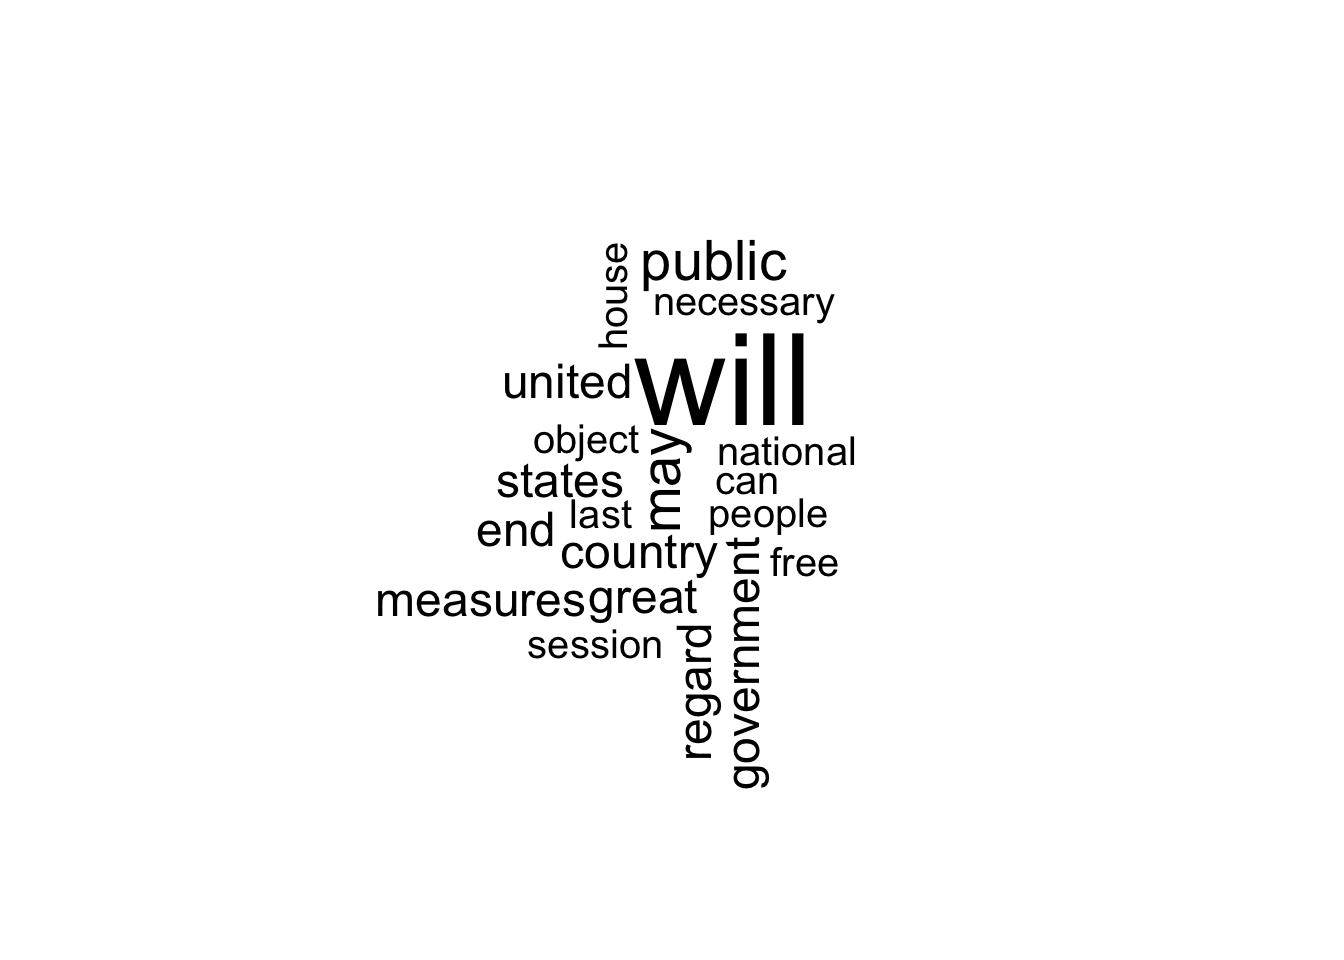 house
public
necessary
will
united
object
may
national
states
can
last
people
end
country
free
measures
great
session
regard
government